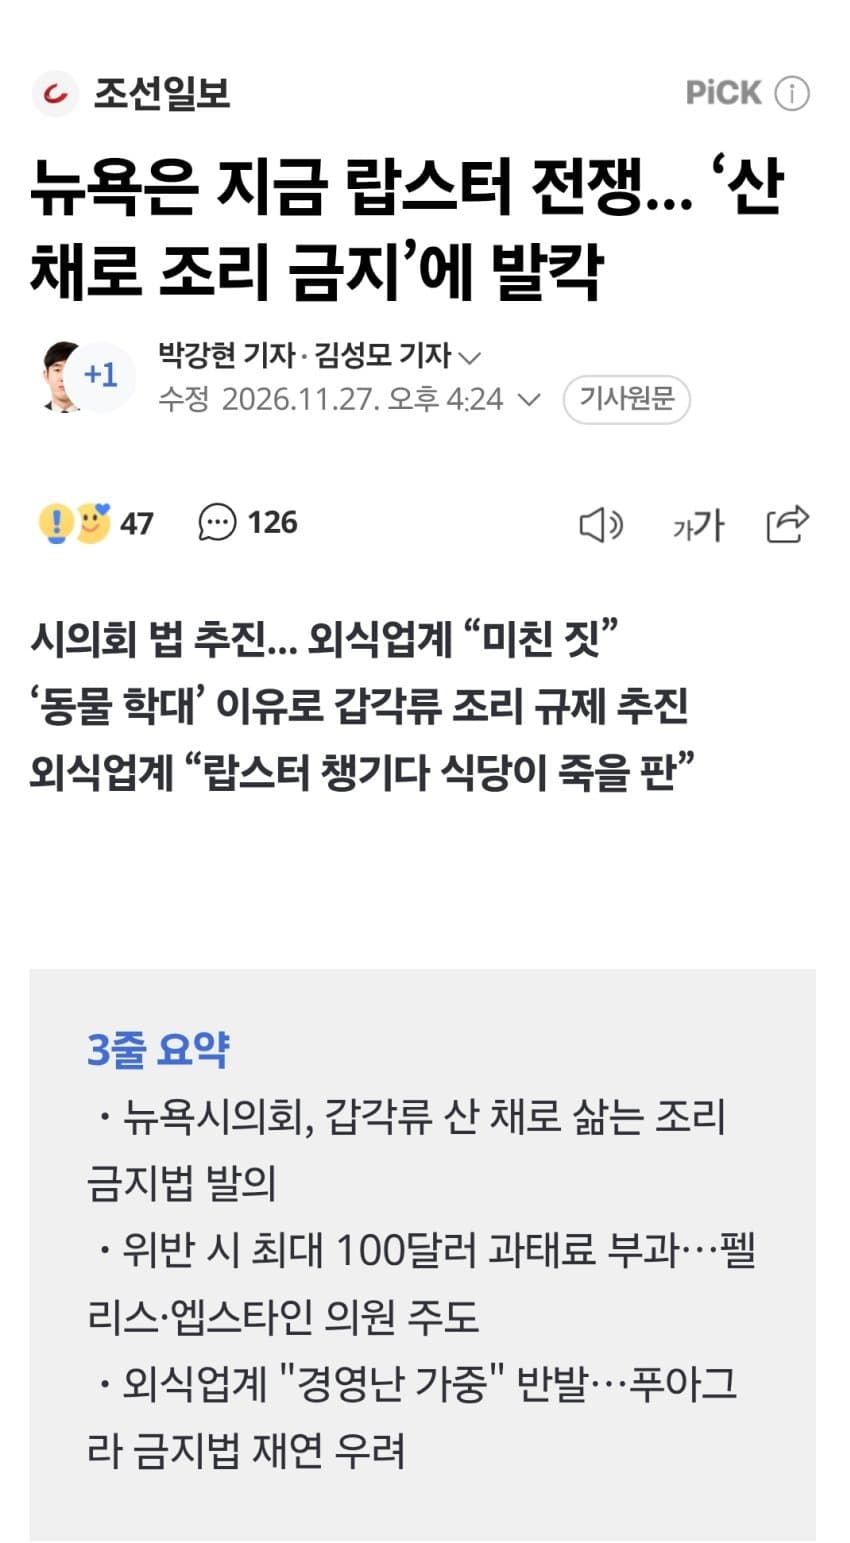 조선일보
PiCK
뉴욕은 지금 랍스터 전쟁... ‘산
채로 조리 금지’에 발칵
+1
박강현 기자·김성모 기자
수정 2026.11.27. 오후 4:24
기사원문
47
126
가가
시의회 법 추진... 외식업계 “미친 짓”
‘동물 학대’ 이유로 갑각류 조리 규제 추진
외식업계 “랍스터 챙기다 식당이 죽을 판”
3줄 요약
·뉴욕시의회, 갑각류 산 채로 삶는 조리
금지법 발의
·위반 시 최대 100달러 과태료 부과…펠
리스·엡스타인 의원 주도
·외식업계 "경영난 가중" 반발…푸아그
라 금지법 재연 우려